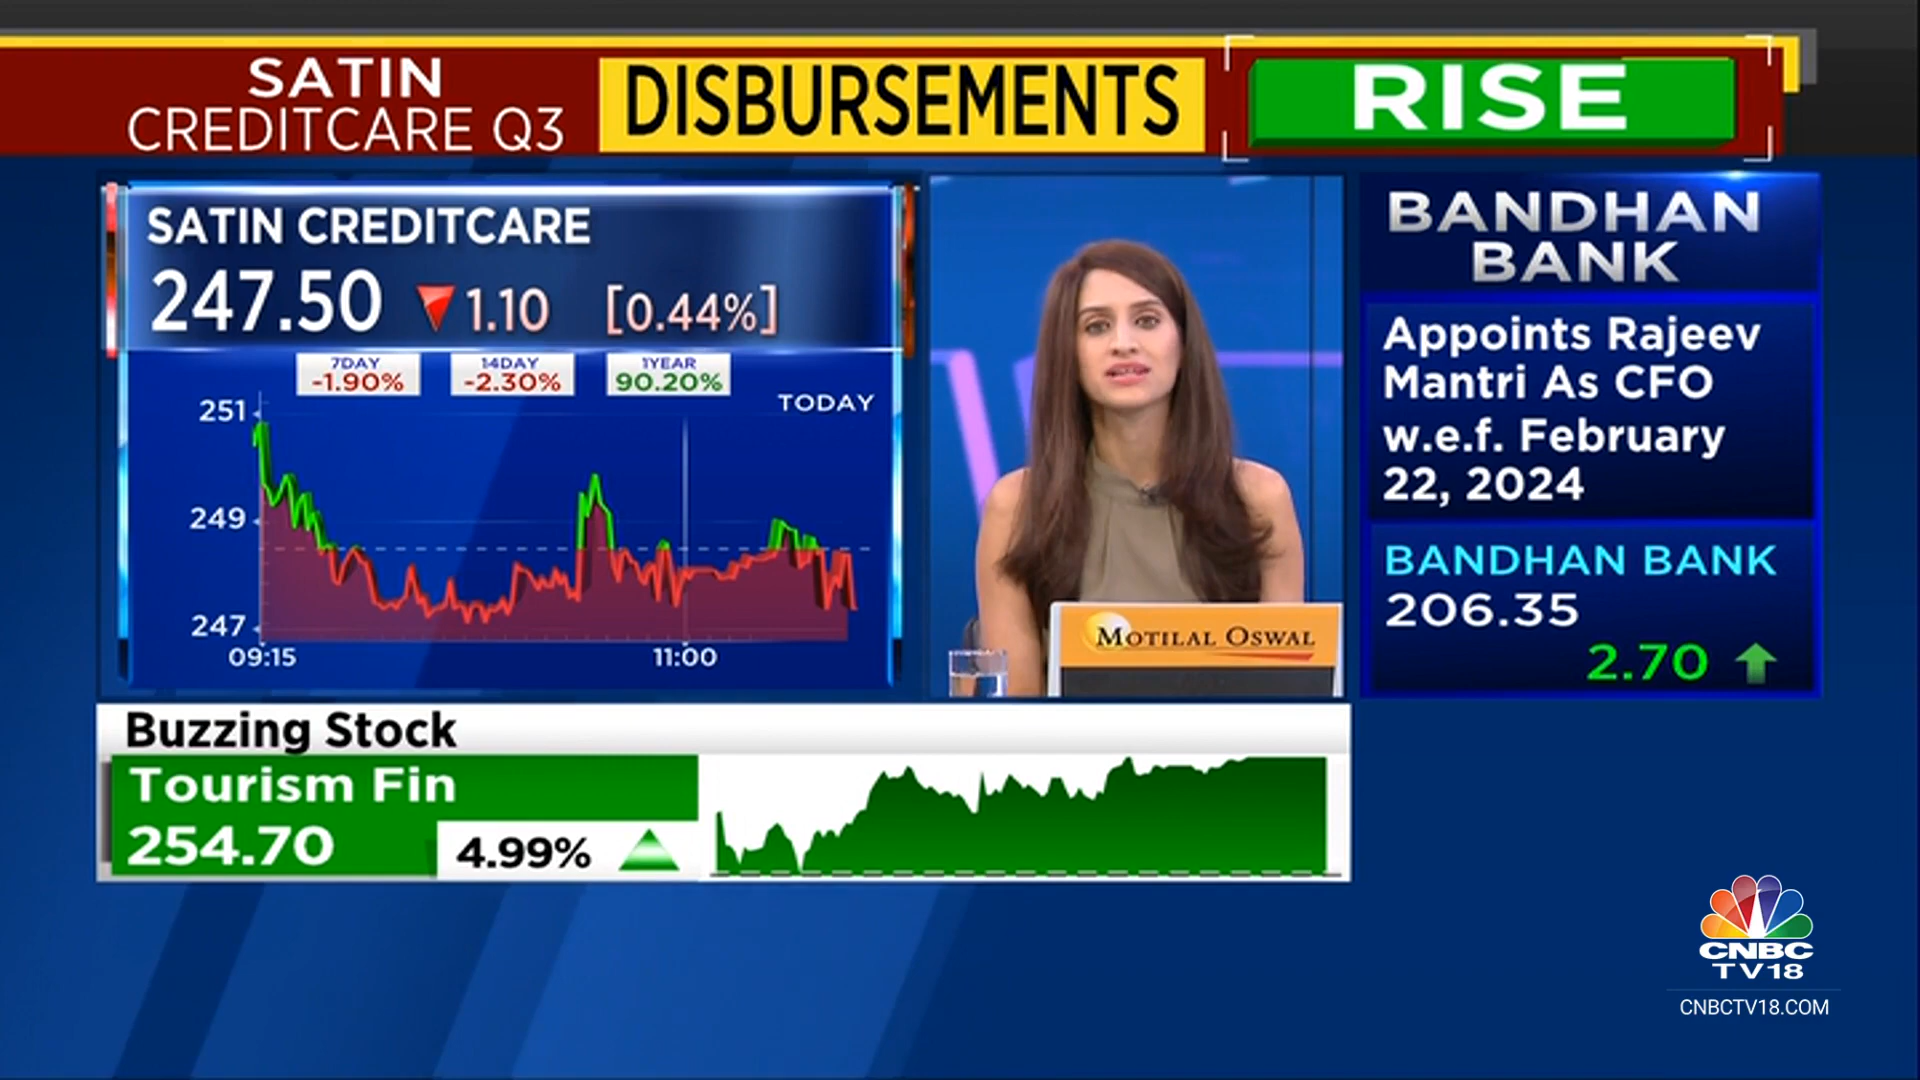 SATIN
CREDITCARE Q3
DISBURSEMENTS
RISE
SATIN CREDITCARE
247.50 ▼ 1.10 [0.44%]
7DAY
-1.90%
14DAY
-2.30%
1YEAR
90.20%
TODAY
251
249
247
09:15
11:00
MOTILAL OSWAL
BANDHAN
BANK
Appoints Rajeev
Mantri As CFO
w.e.f. February
22, 2024
BANDHAN BANK
206.35
2.70
Buzzing Stock
Tourism Fin
254.70
4.99%
CNBC
TV18
CNBCTV18.COM